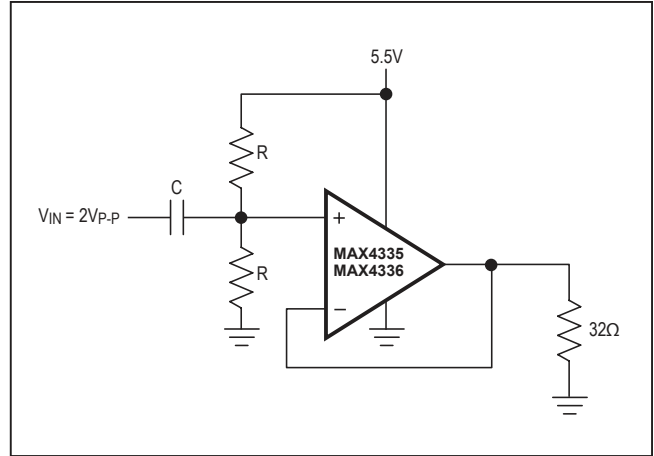 5.5V
R
C
VIN = 2VP-P
+
R
MAX4335
MAX4336
−
32Ω